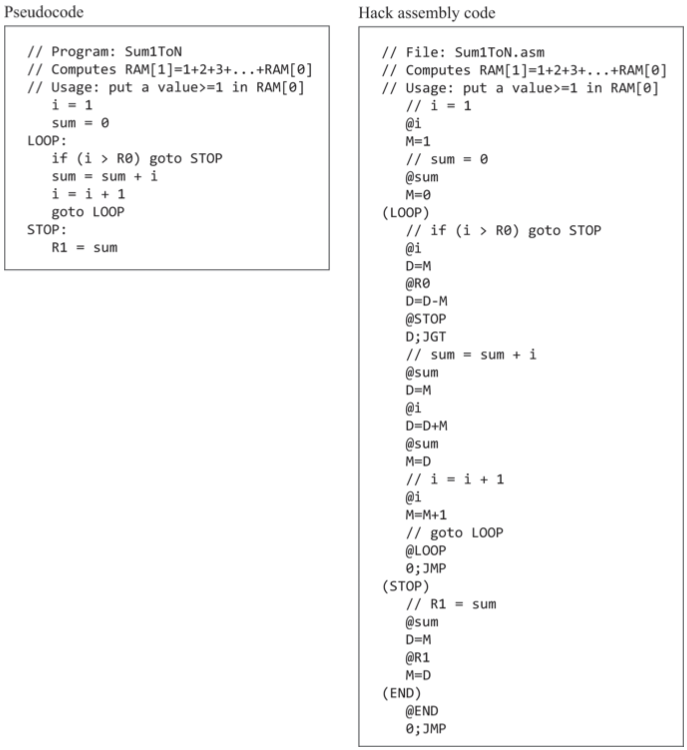 Pseudocode
// Program: Sum1ToN
// Computes RAM[1]=1+2+3+...+RAM[0]
// Usage: put a value>=1 in RAM[0]
i = 1
sum = 0
LOOP:
if (i > R0) goto STOP
sum = sum + i
i = i + 1
goto LOOP
STOP:
R1 = sum
Hack assembly code
// File: Sum1ToN.asm
// Computes RAM[1]=1+2+3+...+RAM[0]
// Usage: put a value>=1 in RAM[0]
// i = 1
@i
M=1
// sum = 0
@sum
M=0
(LOOP)
// if (i > R0) goto STOP
@i
D=M
@R0
D=D-M
@STOP
D;JGT
// sum = sum + i
@sum
D=M
@i
D=D+M
@sum
M=D
// i = i + 1
@i
M=M+1
// goto LOOP
@LOOP
0;JMP
(STOP)
// R1 = sum
@sum
D=M
@R1
M=D
(END)
@END
0;JMP